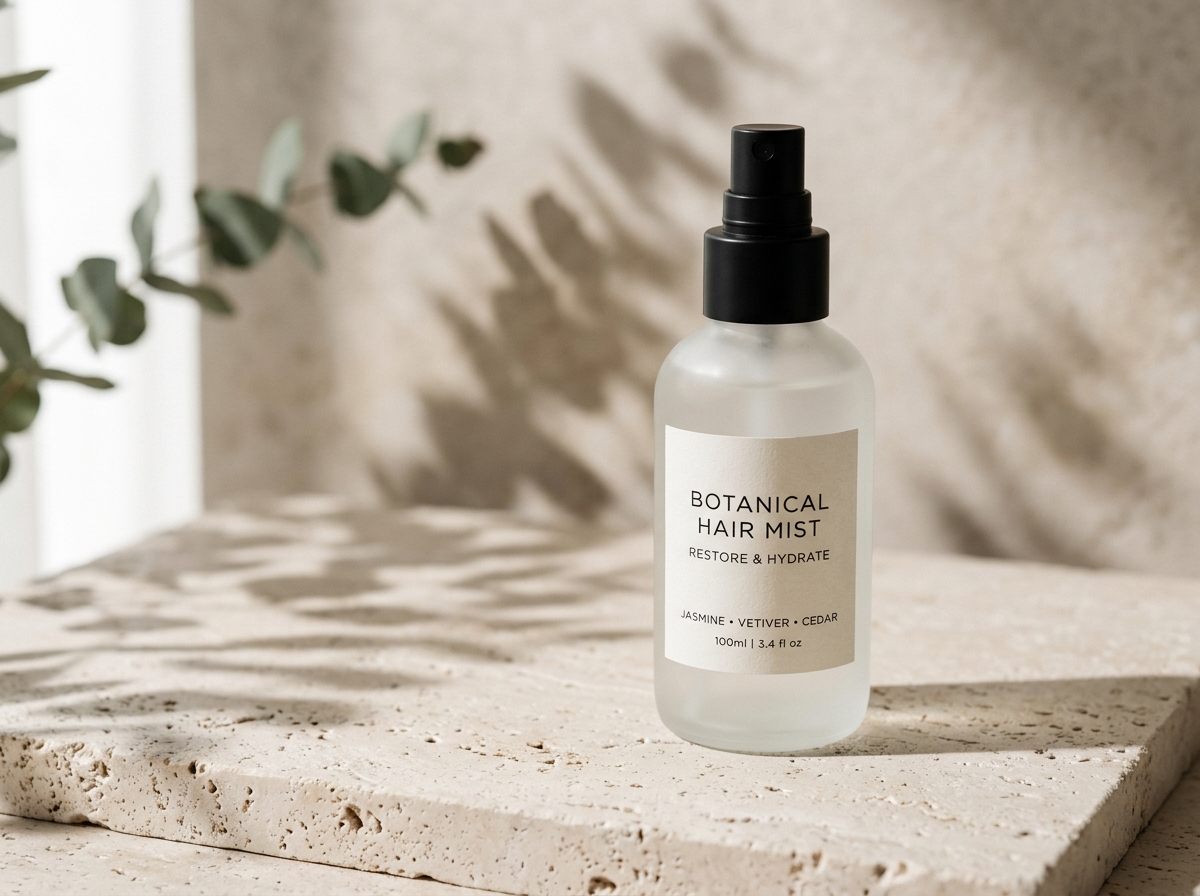 BOTANICAL
HAIR MIST
RESTORE & HYDRATE
JASMINE • VETIVER • CEDAR
100ml | 3.4 fl oz